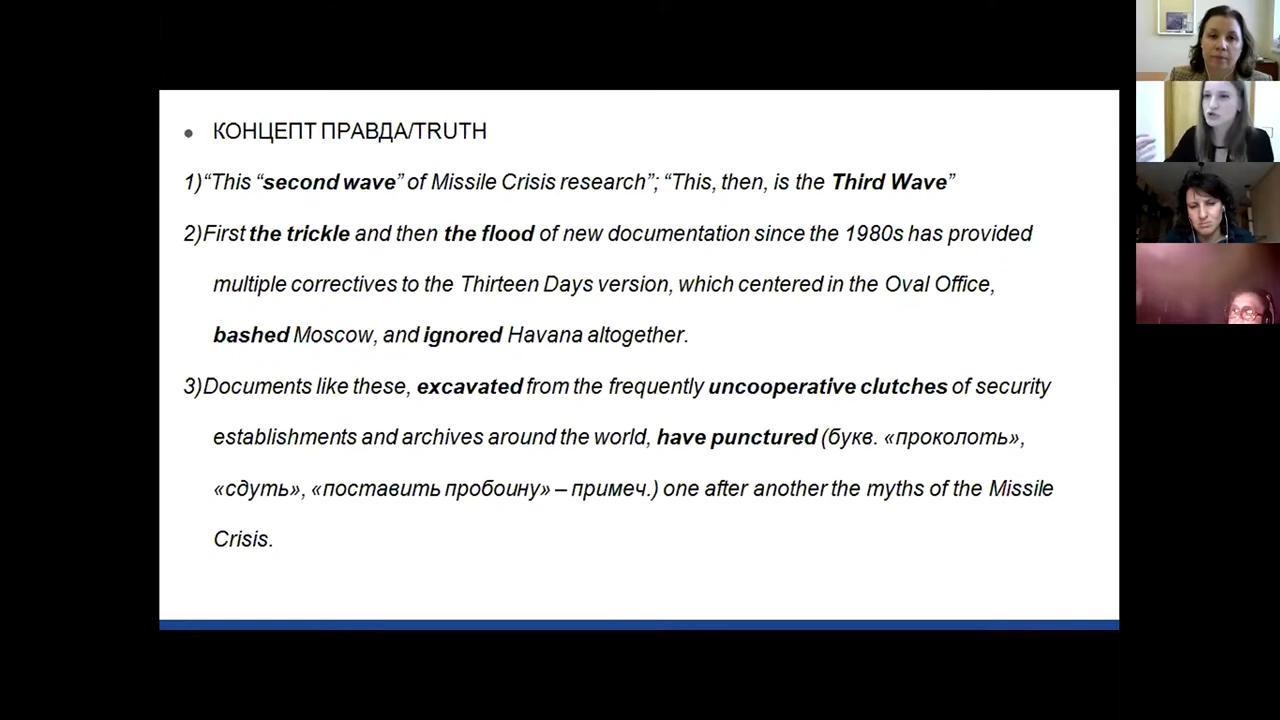 КОНЦЕПТ ПРАВДА/TRUTH
1)“This “second wave” of Missile Crisis research”; “This, then, is the Third Wave”
2)First the trickle and then the flood of new documentation since the 1980s has provided
multiple correctives to the Thirteen Days version, which centered in the Oval Office,
bashed Moscow, and ignored Havana altogether.
3)Documents like these, excavated from the frequently uncooperative clutches of security
establishments and archives around the world, have punctured (букв. «проколоть»,
«сдуть», «поставить пробоину» – примеч.) one after another the myths of the Missile
Crisis.